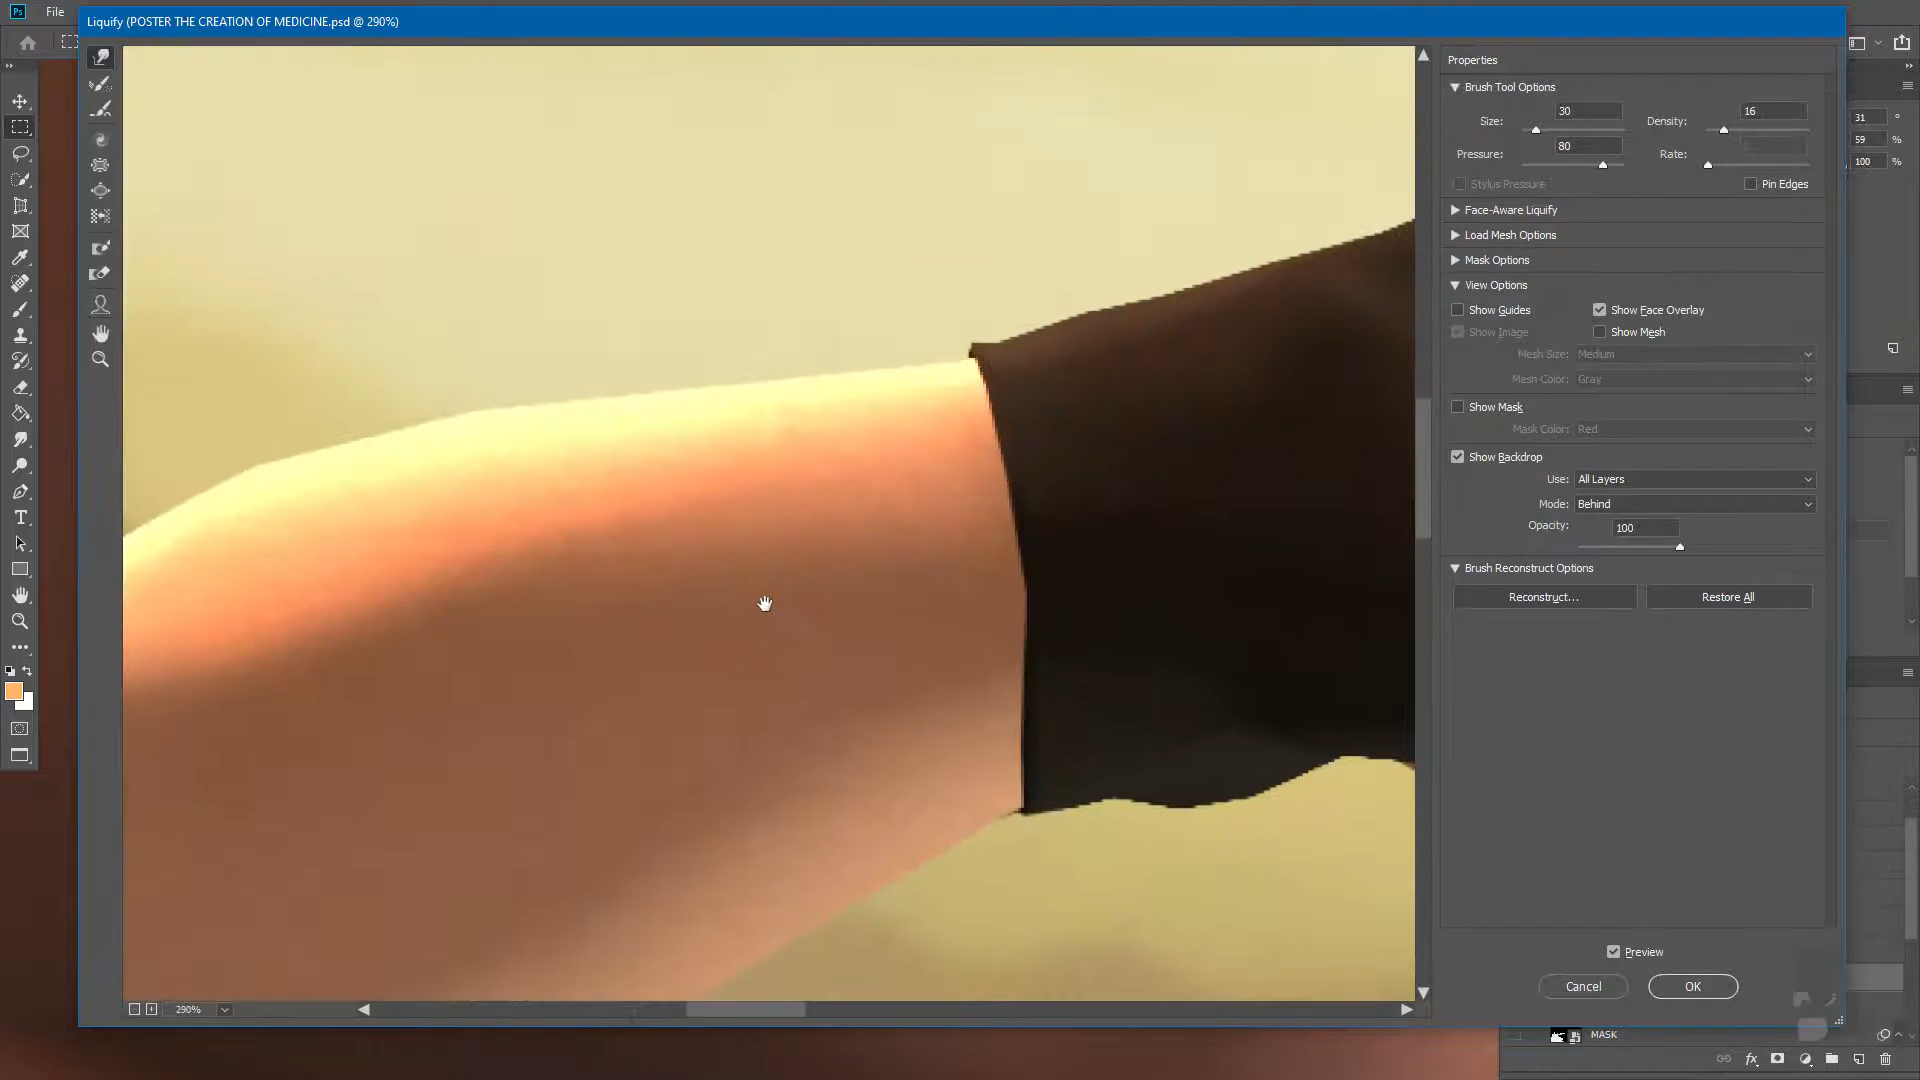 Ps File
Liquify (POSTER THE CREATION OF MEDICINE.psd @ 290%)
Properties
Brush Tool Options
Size: 30 Density: 16
Pressure: 80 Rate:
Stylus Pressure Pin Edges
Face-Aware Liquify
Load Mesh Options
Mask Options
View Options
Show Guides Show Face Overlay
Show Image Show Mesh
Mesh Size: Medium
Mesh Color: Gray
Show Mask
Mask Color: Red
Show Backdrop
Use: All Layers
Mode: Behind
Opacity: 100
Brush Reconstruct Options
Reconstruct... Restore All
Preview
Cancel OK
290%
31 °
59 %
100 %
T
MASK
fx